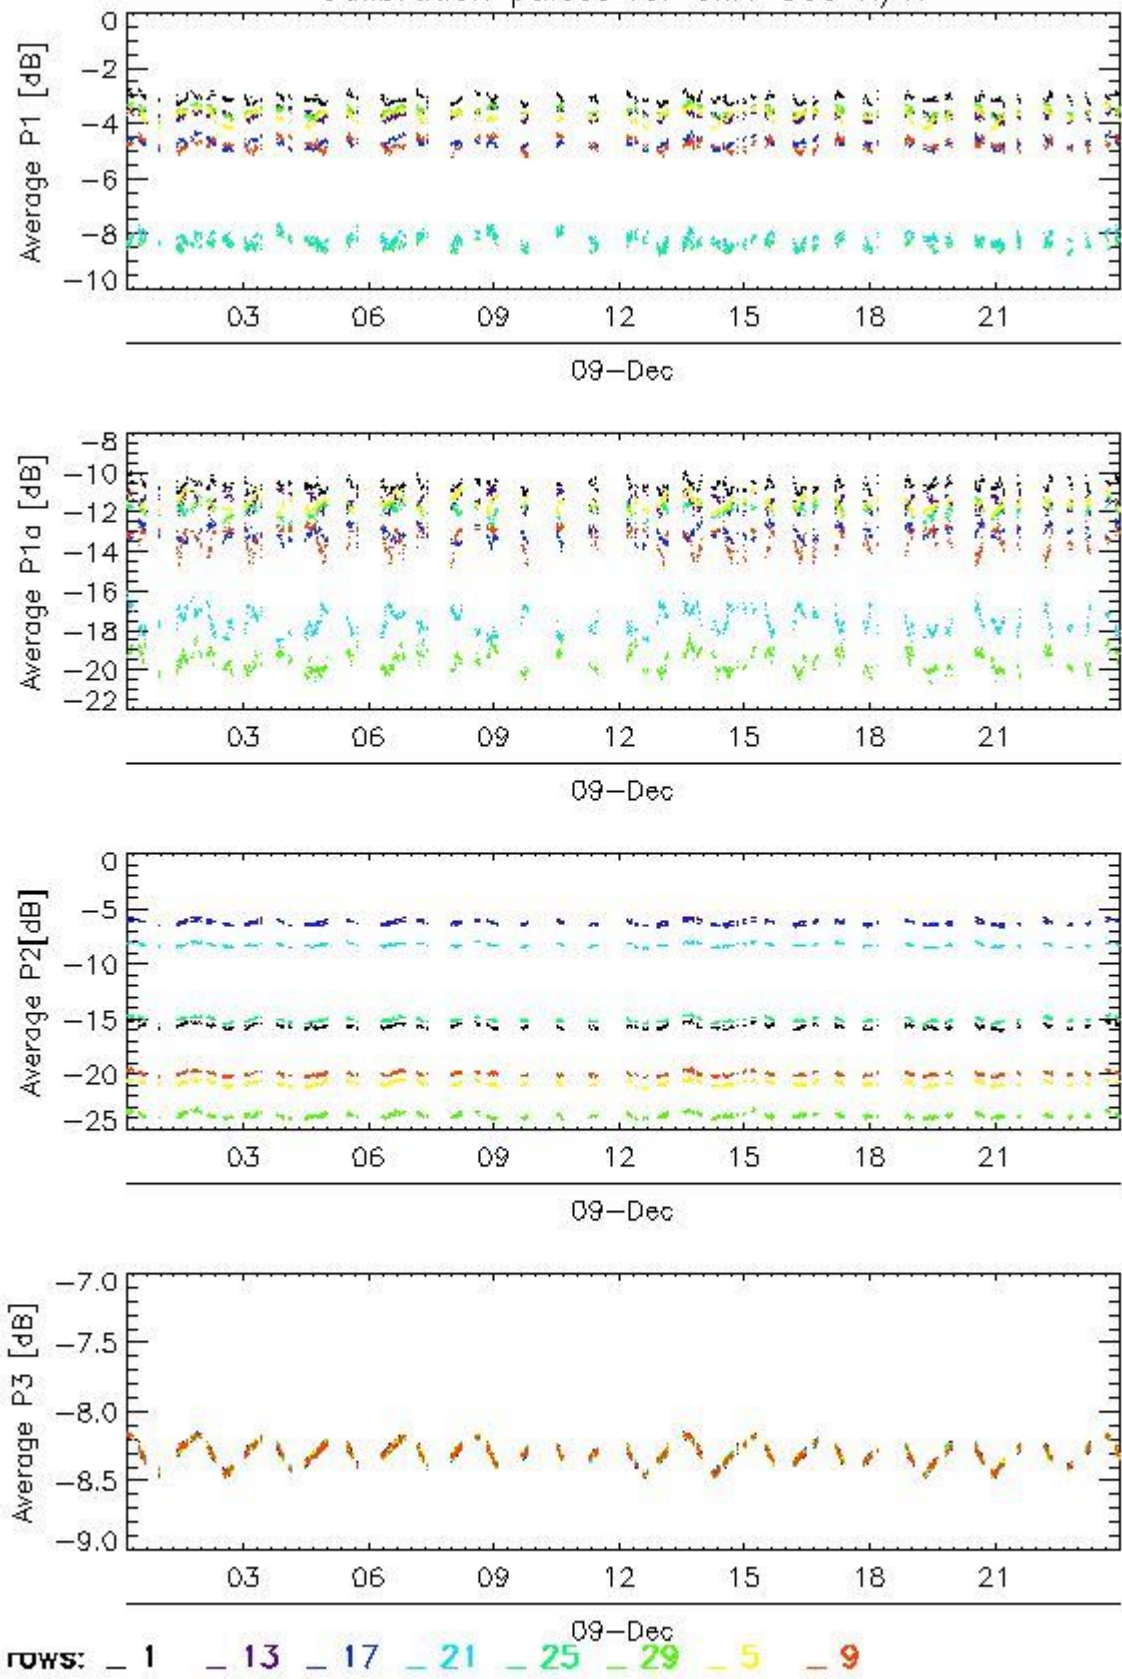 0
−2
−4
−6
−8
−10
Average P1 [dB]
03 06 09 12 15 18 21
09−Dec
−8
−10
−12
−14
−16
−18
−20
−22
Average P1a [dB]
03 06 09 12 15 18 21
09−Dec
0
−5
−10
−15
−20
−25
Average P2[dB]
03 06 09 12 15 18 21
09−Dec
−7.0
−7.5
−8.0
−8.5
−9.0
Average P3 [dB]
03 06 09 12 15 18 21
09−Dec
rows: _ 1 _ 13 _ 17 _ 21 _ 25 _ 29 _ 5 _ 9